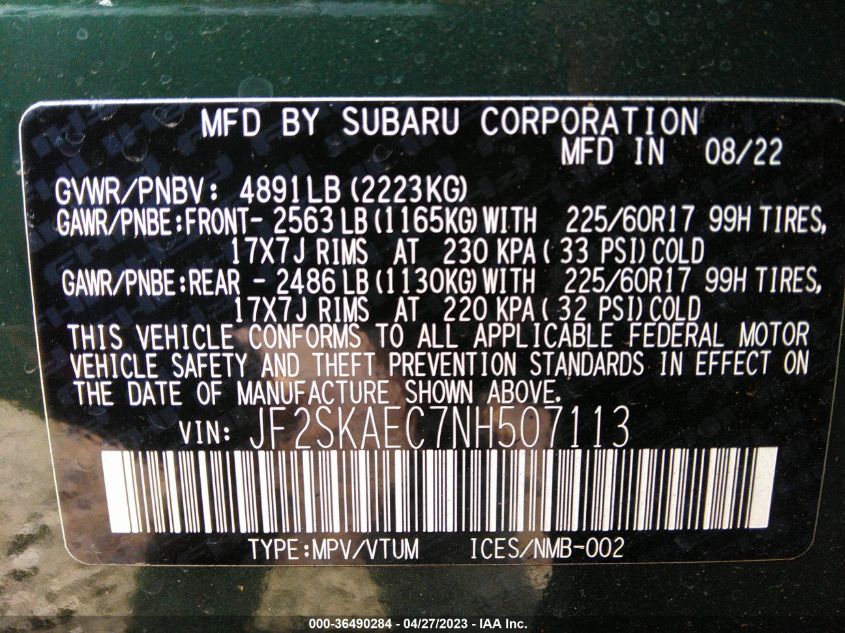 MFD BY SUBARU CORPORATION
MFD IN 08/22
GVWR/PNBV: 4891LB (2223KG)
GAWR/PNBE:FRONT- 2563 LB (1165KG) WITH 225/60R17 99H TIRES,
17X7J RIMS AT 230 KPA ( 33 PSI) COLD
GAWR/PNBE:REAR - 2486 LB (1130KG) WITH 225/60R17 99H TIRES,
17X7J RIMS AT 220 KPA ( 32 PSI) COLD
THIS VEHICLE CONFORMS TO ALL APPLICABLE FEDERAL MOTOR
VEHICLE SAFETY AND THEFT PREVENTION STANDARDS IN EFFECT ON
THE DATE OF MANUFACTURE SHOWN ABOVE.
VIN: JF2SKAEC7NH507113
TYPE:MPV/VTUM ICES/NMB-002
000-36490284 - 04/27/2023 - IAA Inc.